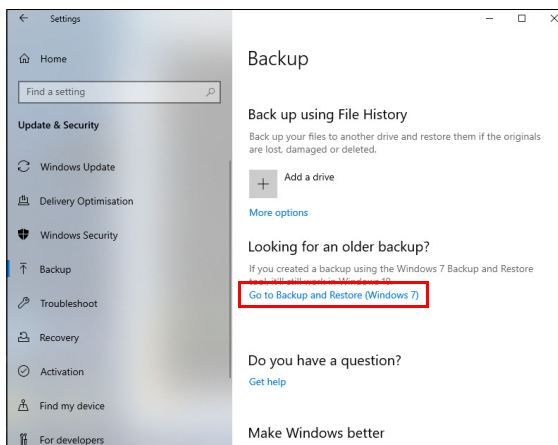 Settings
Home
Find a setting
Update & Security
Windows Update
Delivery Optimisation
Windows Security
Backup
Troubleshoot
Recovery
Activation
Find my device
For developers
Backup
Back up using File History
Back up your files to another drive and restore them if the originals
are lost, damaged or deleted.
Add a drive
More options
Looking for an older backup?
If you created a backup using the Windows 7 Backup and Restore
tool, it'll still work in Windows 10.
Go to Backup and Restore (Windows 7)
Do you have a question?
Get help
Make Windows better